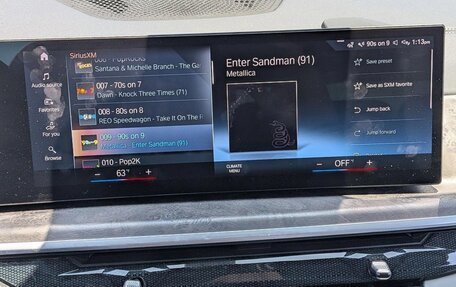 90s on 9 1:13pm
SiriusXM
006 - PopRocks
Santana & Michelle Branch - The Ga
007 - 70s on 7
Dawn - Knock Three Times (71)
008 - 80s on 8
REO Speedwagon - Take It On The R
009 - 90s on 9
Metallica - Enter Sandman (91)
010 - Pop2K
Audio source
Favorites
For you
Browse
Enter Sandman (91)
Metallica
Save preset
Save as SXM favorite
Jump back
Jump forward
− 63 °F +
CLIMATE
MENU
− OFF °F +